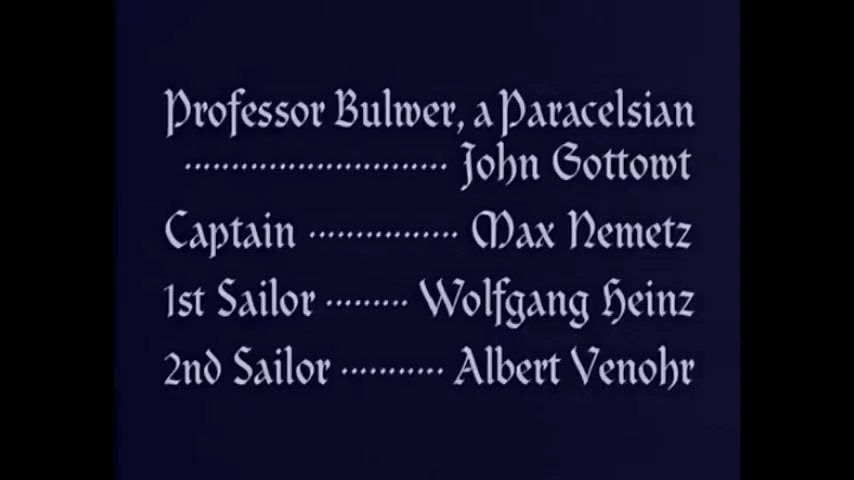 Professor Bulwer, a Paracelsian
............................ John Gottowt
Captain ................ Max Nemetz
1st Sailor ......... Wolfgang Heinz
2nd Sailor ........... Albert Venohr